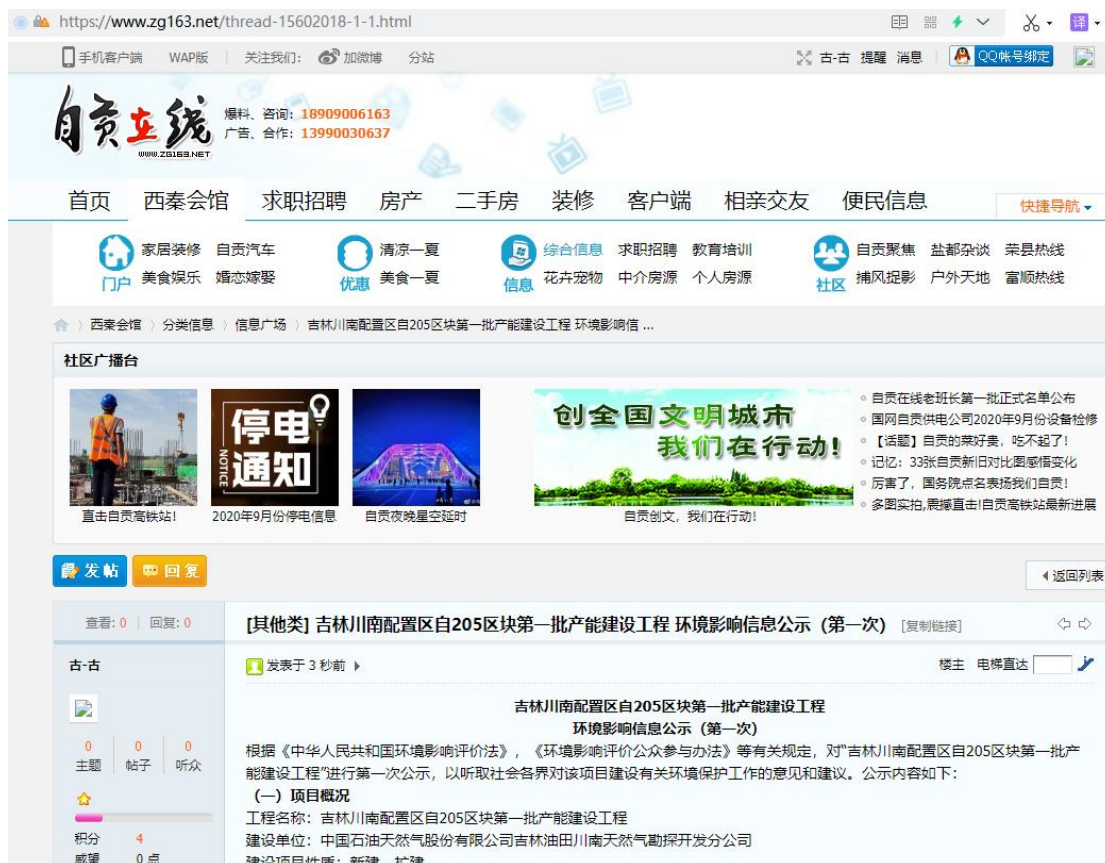 https://www.zg163.net/thread-15602018-1-1.html
译
手机客户端 WAP版 关注我们: 加微博 分站
古-古 提醒 消息 QQ帐号绑定
自贡在线
WWW.ZG163.NET
爆料、咨询: 18909006163
广告、合作: 13990030637
首页 西秦会馆 求职招聘 房产 二手房 装修 客户端 相亲交友 便民信息
快捷导航
门户
家居装修 自贡汽车
美食娱乐 婚恋嫁娶
优惠
清凉一夏
美食一夏
信息
综合信息 求职招聘 教育培训
花卉宠物 中介房源 个人房源
社区
自贡聚焦 盐都杂谈 荣县热线
捕风捉影 户外天地 富顺热线
西秦会馆 〉 分类信息 〉 信息广场 〉 吉林川南配置区自205区块第一批产能建设工程 环境影响信 ...
社区广播台
停电
通知
NOTICE
直击自贡高铁站!
2020年9月份停电信息
自贡夜晚星空延时
创全国文明城市
我们在行动!
自贡创文，我们在行动!
自贡在线老班长第一批正式名单公布
国网自贡供电公司2020年9月份设备检修
【话题】自贡的菜好贵，吃不起了!
记忆: 33张自贡新旧对比图感悟变化
厉害了，国务院点名表扬我们自贡!
多图实拍,震撼直击!自贡高铁站最新进展
发帖 回复
返回列表
查看: 0 | 回复: 0
[其他类] 吉林川南配置区自205区块第一批产能建设工程 环境影响信息公示（第一次） [复制链接]
古-古
0 0 0
主题 帖子 听众
积分 4
威望 0 点
发表于 3 秒前
楼主 电梯直达
吉林川南配置区自205区块第一批产能建设工程
环境影响信息公示（第一次）
根据《中华人民共和国环境影响评价法》，《环境影响评价公众参与办法》等有关规定，对“吉林川南配置区自205区块第一批产
能建设工程”进行第一次公示，以听取社会各界对该项目建设有关环境保护工作的意见和建议。公示内容如下:
（一）项目概况
工程名称: 吉林川南配置区自205区块第一批产能建设工程
建设单位: 中国石油天然气股份有限公司吉林油田川南天然气勘探开发分公司
建设项目性质: 新建、扩建